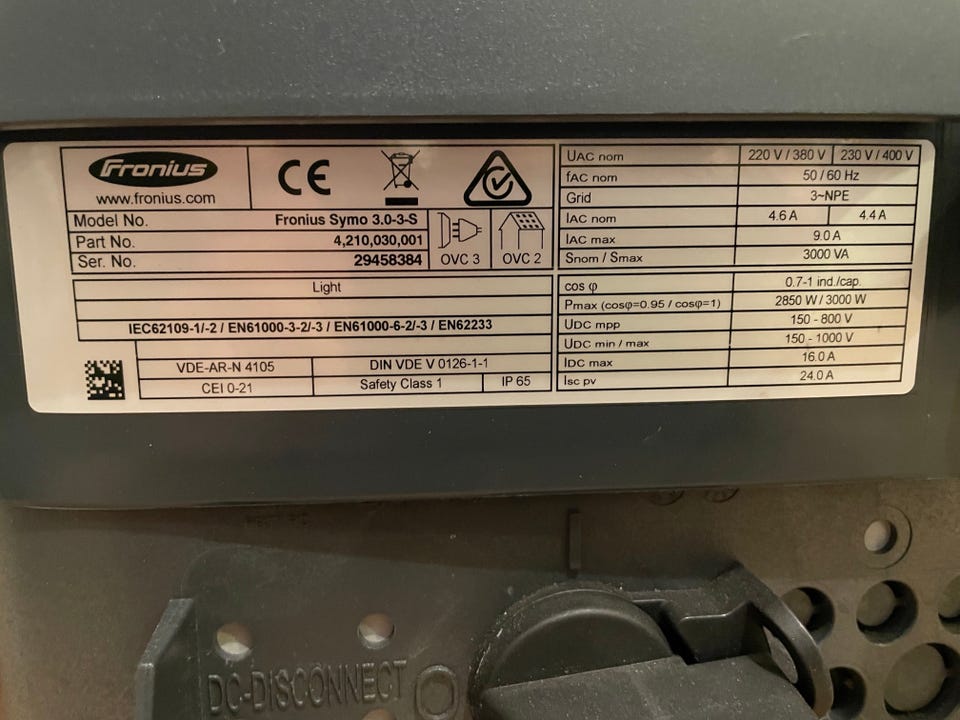 Fronius
www.fronius.com
CE
Model No. Fronius Symo 3.0-3-S
Part No. 4,210,030,001
Ser. No. 29458384
OVC 3 OVC 2
Light
IEC62109-1/-2 / EN61000-3-2/-3 / EN61000-6-2/-3 / EN62233
VDE-AR-N 4105 DIN VDE V 0126-1-1
CEI 0-21 Safety Class 1 IP 65
UAC nom 220 V / 380 V 230 V / 400 V
fAC nom 50 / 60 Hz
Grid 3~NPE
IAC nom 4.6 A 4.4 A
IAC max 9.0 A
Snom / Smax 3000 VA
cos φ 0.7-1 ind./cap.
Pmax (cosφ=0.95 / cosφ=1) 2850 W / 3000 W
UDC mpp 150 - 800 V
UDC min / max 150 - 1000 V
IDC max 16.0 A
Isc pv 24.0 A
DC-DISCONNECT